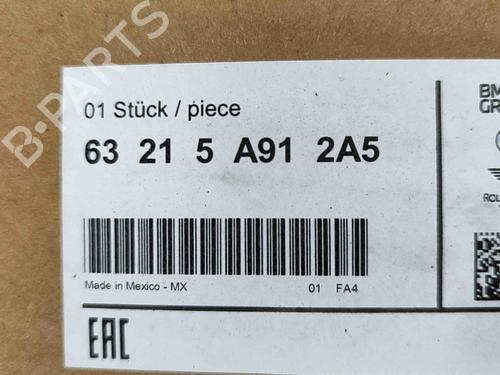 B-PARTS
01 Stück / piece
63 21 5 A91 2A5
Made in Mexico - MX 01 FA4
EAC